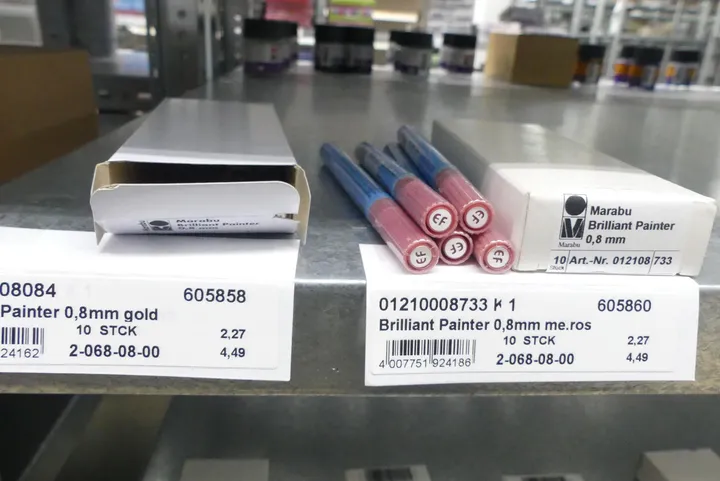 Marabu
Brilliant Painter
0,8 mm
08084
605858
Painter 0,8mm gold
10 STCK
2,27
24162
2-068-08-00
4,49
EF
EF
EF
EF
EF
Marabu
Marabu
Brilliant Painter
0,8 mm
10 Art.-Nr. 012108 733
01210008733 K 1
605860
Brilliant Painter 0,8mm me.ros
10 STCK
2,27
4 007751 924186
2-068-08-00
4,49